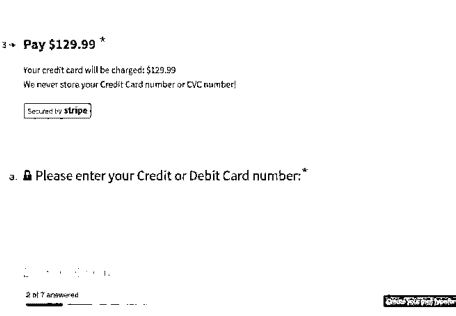 3 → Pay $129.99 *
Your credit card will be charged: $129.99
We never store your Credit Card number or CVC number!
Secured by stripe
a. Please enter your Credit or Debit Card number:*
2 of 7 answered